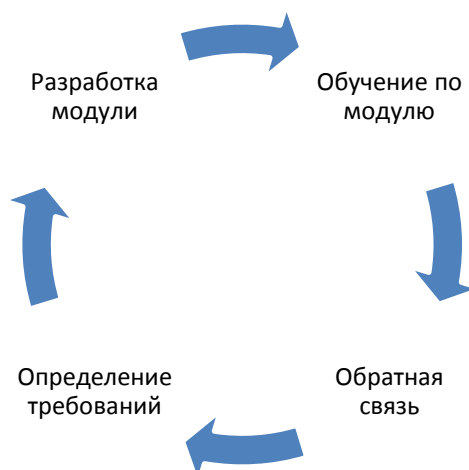 Разработка
модули
Обучение по
модулю
Определение
требований
Обратная
связь